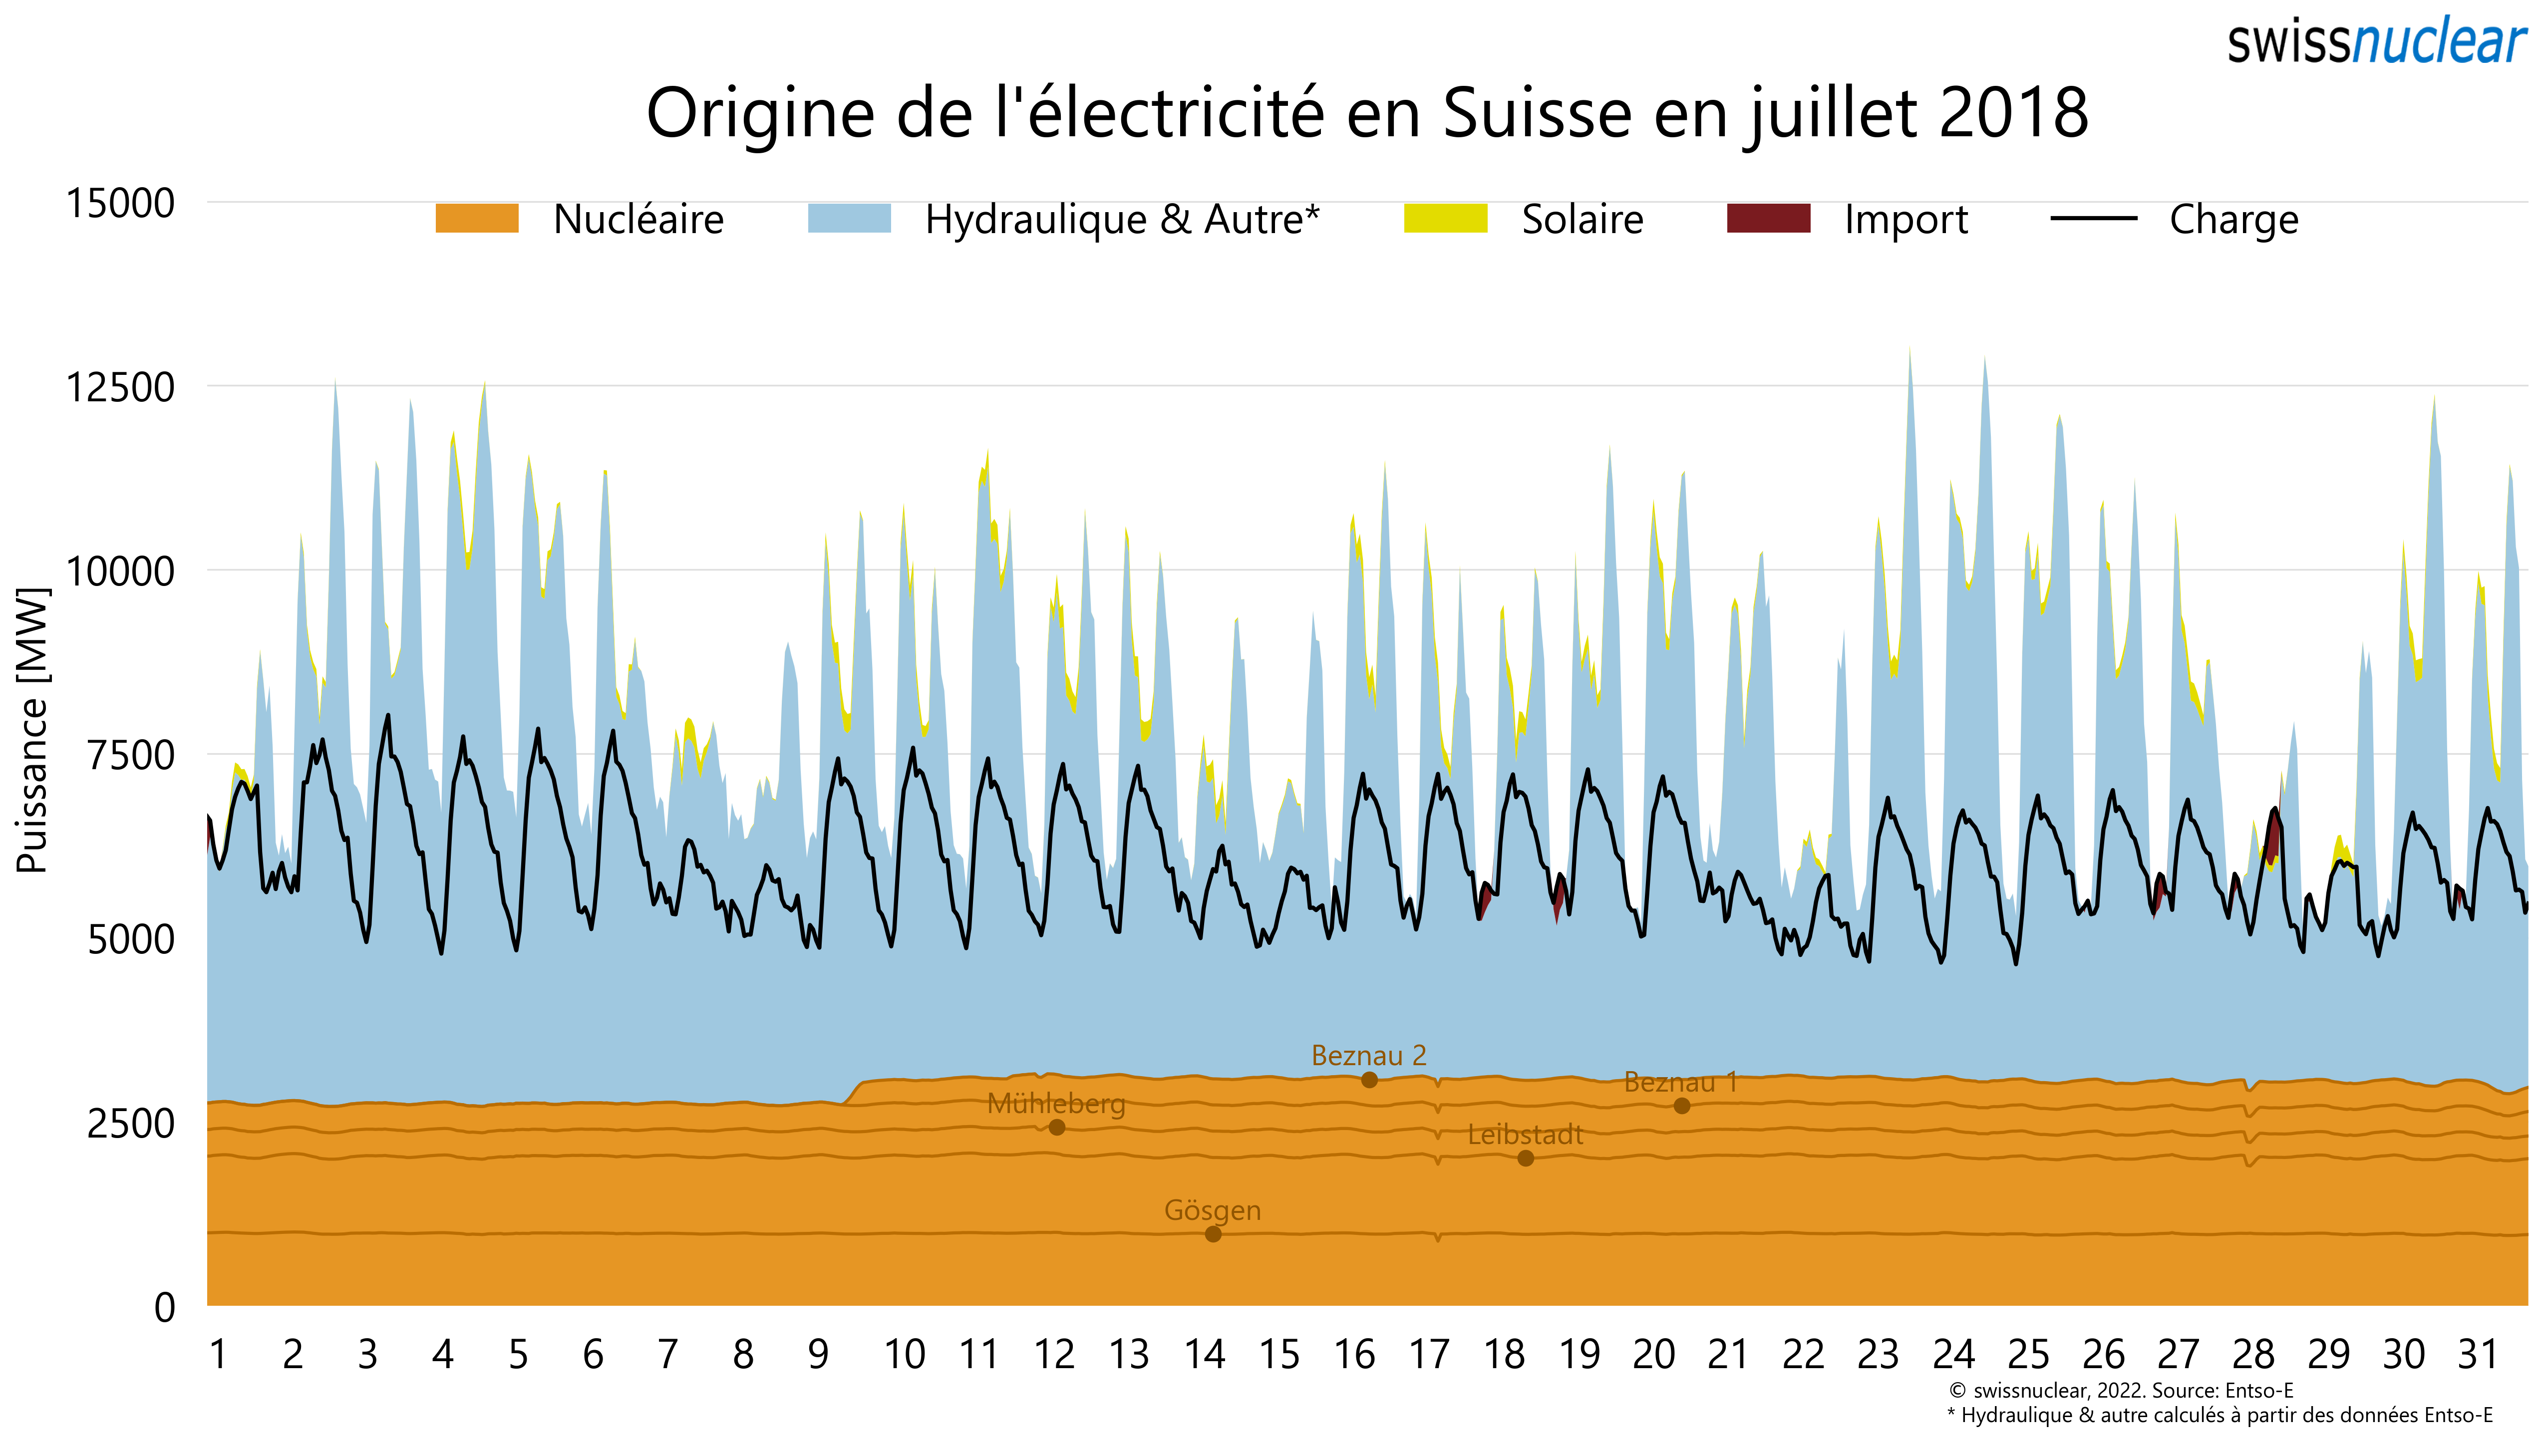 swissnuclear
Origine de l'électricité en Suisse en juillet 2018
Nucléaire Hydraulique & Autre* Solaire Import Charge
Puissance [MW]
15000
12500
10000
7500
5000
2500
0
Beznau 2
Beznau 1
Mühleberg
Leibstadt
Gösgen
1 2 3 4 5 6 7 8 9 10 11 12 13 14 15 16 17 18 19 20 21 22 23 24 25 26 27 28 29 30 31
© swissnuclear, 2022. Source: Entso-E
* Hydraulique & autre calculés à partir des données Entso-E